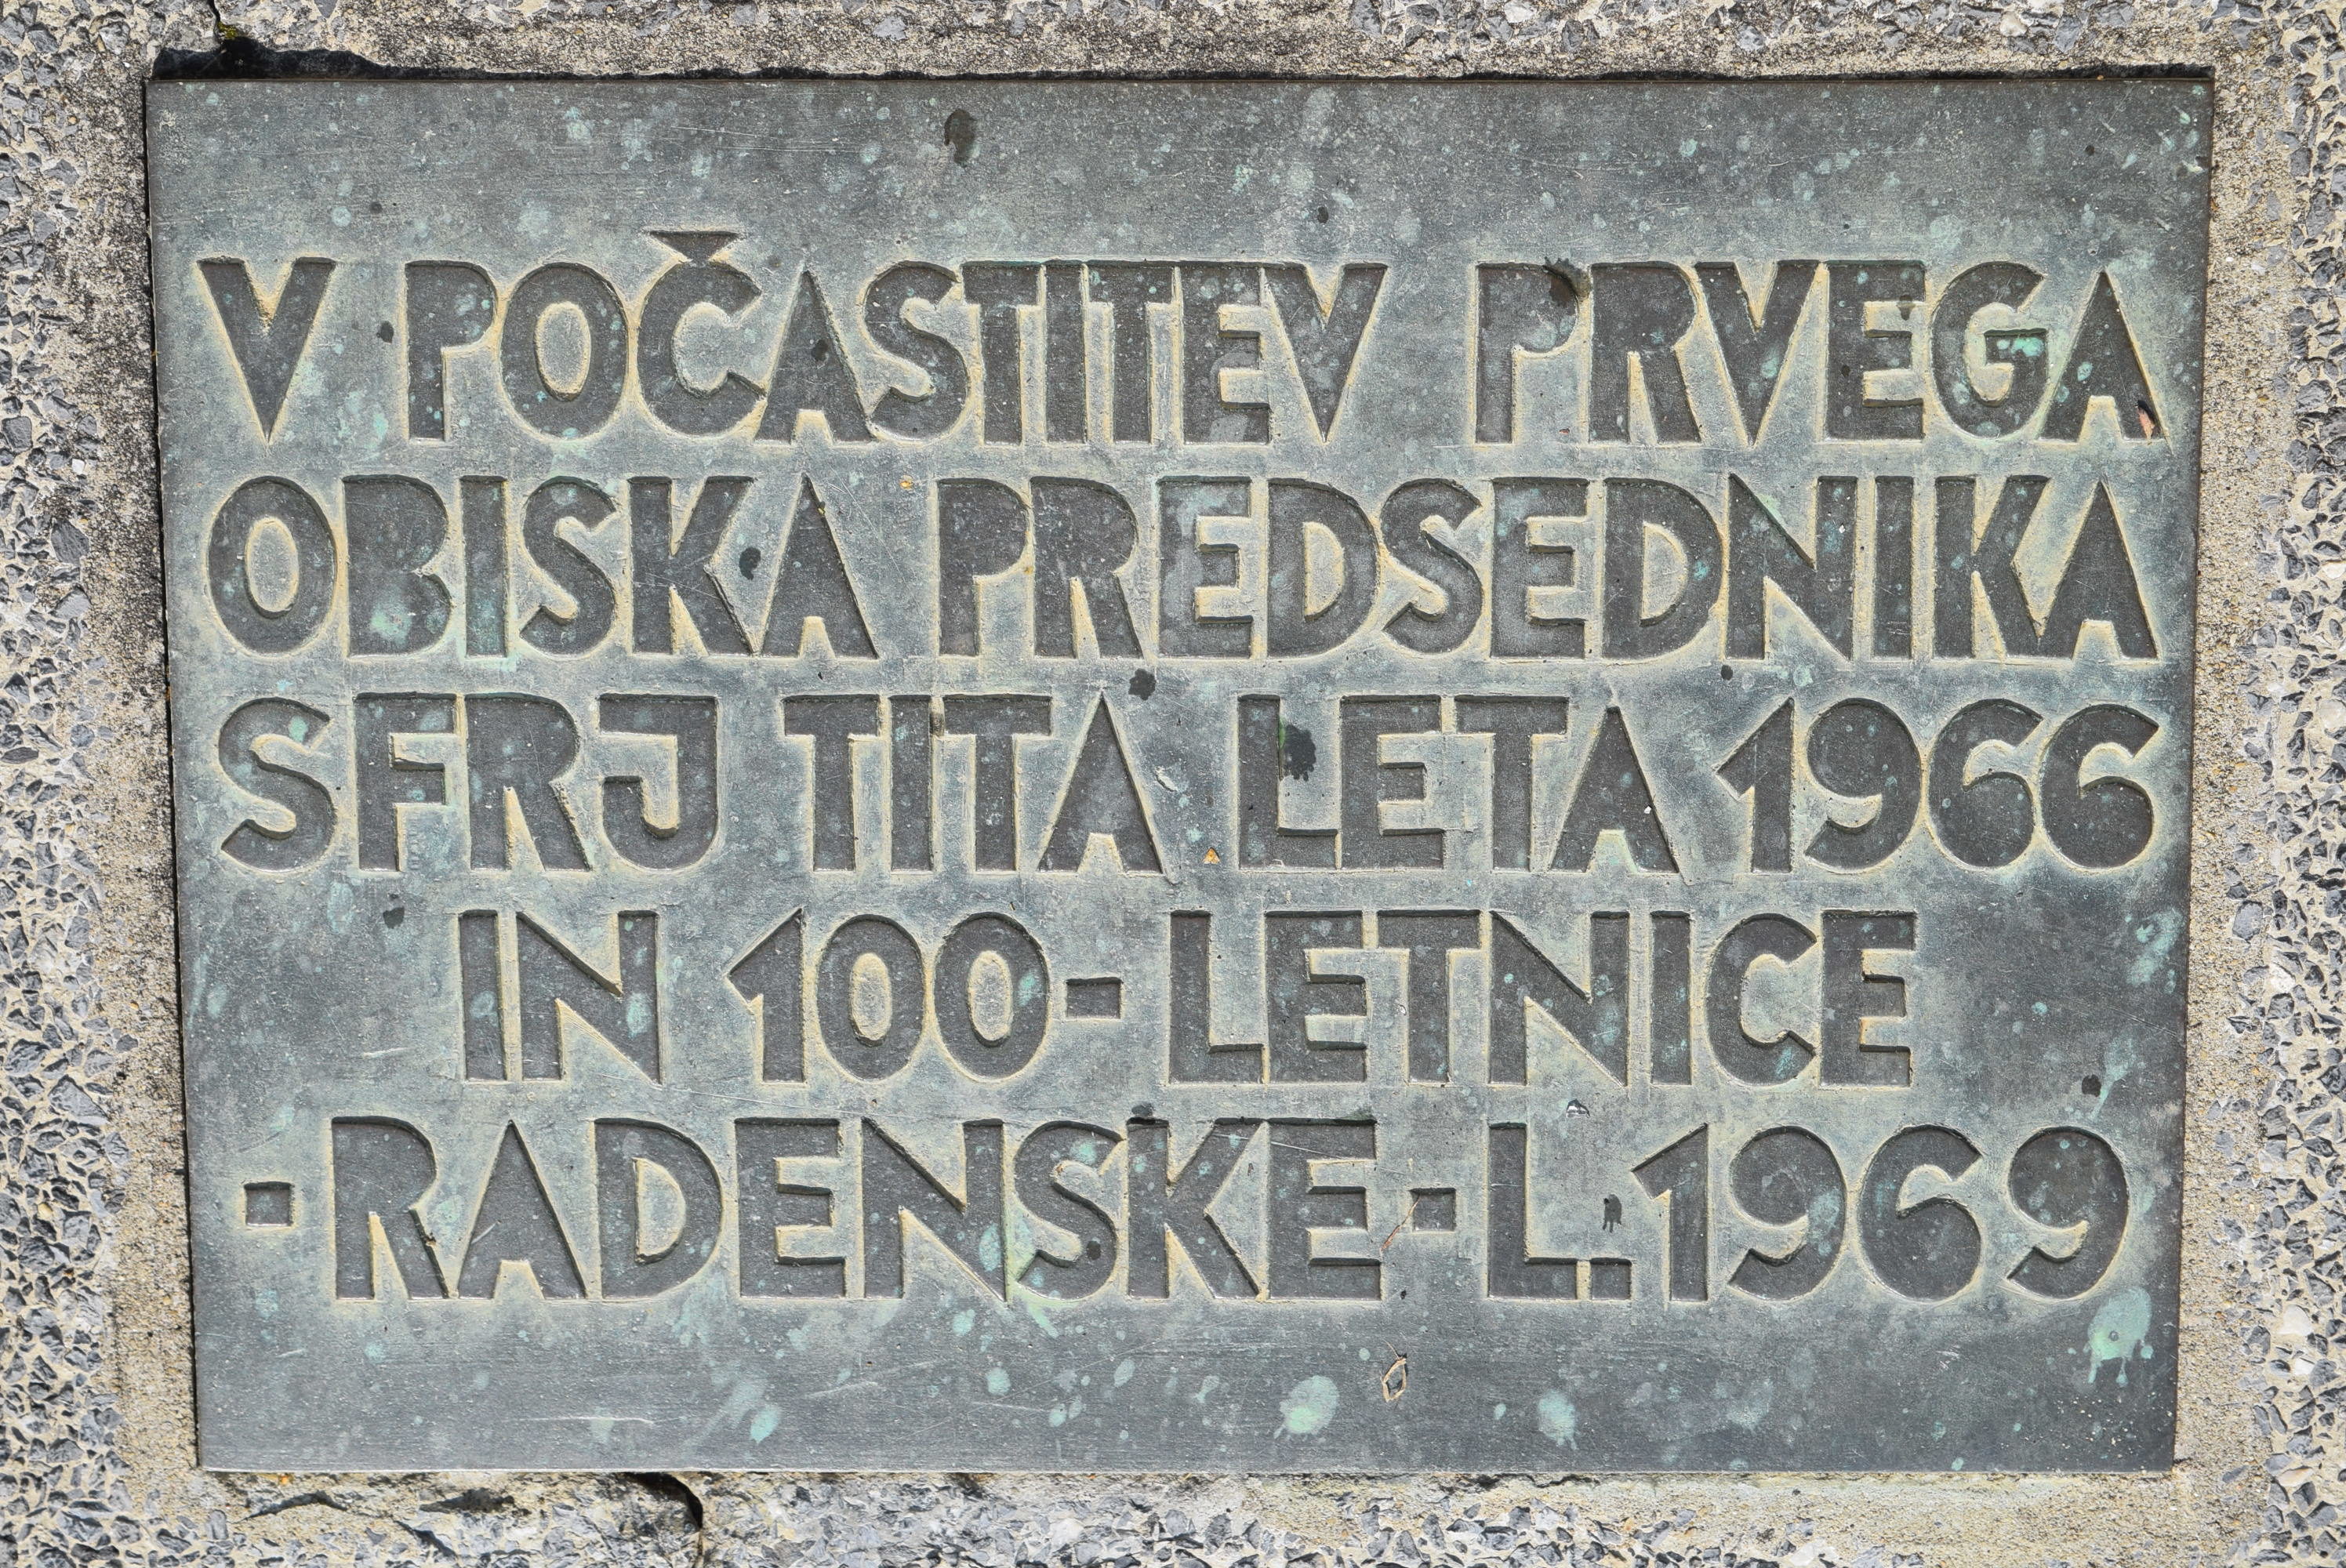 V POČASTITEV PRVEGA
OBISKA PREDSEDNIKA
SFRJ TITA LETA 1966
IN 100-LETNICE
-RADENSKE-L.1969